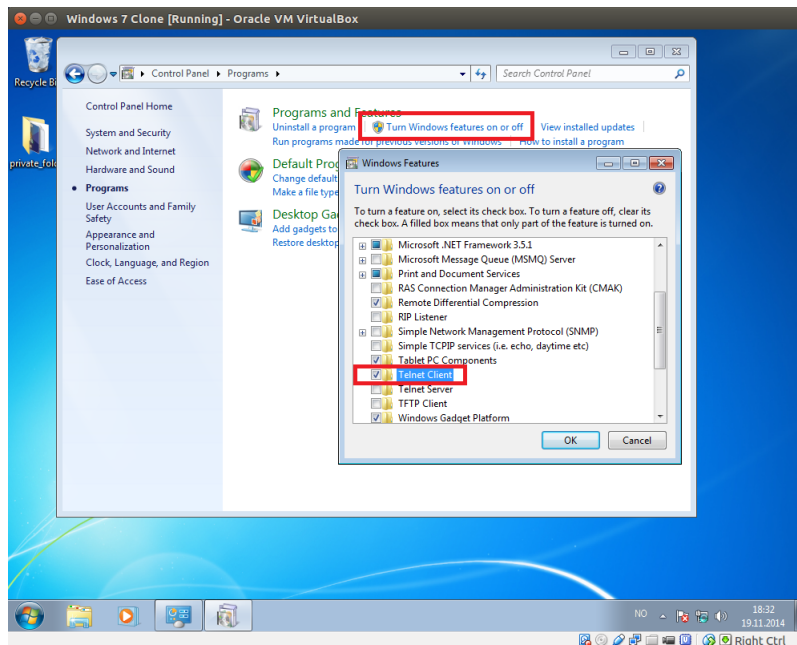 Windows 7 Clone [Running] - Oracle VM VirtualBox
Recycle Bi
Control Panel
Programs
Search Control Panel
Control Panel Home
System and Security
Network and Internet
Hardware and Sound
Programs
User Accounts and Family
Safety
Appearance and
Personalization
Clock, Language, and Region
Ease of Access
private_fold
Programs and Features
Uninstall a program
Turn Windows features on or off
View installed updates
Run programs made for previous versions of Windows
How to install a program
Default Prog
Change default
Make a file type
Desktop Ga
Add gadgets to
Restore desktop
Windows Features
Turn Windows features on or off
To turn a feature on, select its check box. To turn a feature off, clear its
check box. A filled box means that only part of the feature is turned on.
Microsoft .NET Framework 3.5.1
Microsoft Message Queue (MSMQ) Server
Print and Document Services
RAS Connection Manager Administration Kit (CMAK)
Remote Differential Compression
RIP Listener
Simple Network Management Protocol (SNMP)
Simple TCPIP services (i.e. echo, daytime etc)
Tablet PC Components
Telnet Client
Telnet Server
TFTP Client
Windows Gadget Platform
OK
Cancel
NO
18:32
19.11.2014
Right Ctrl